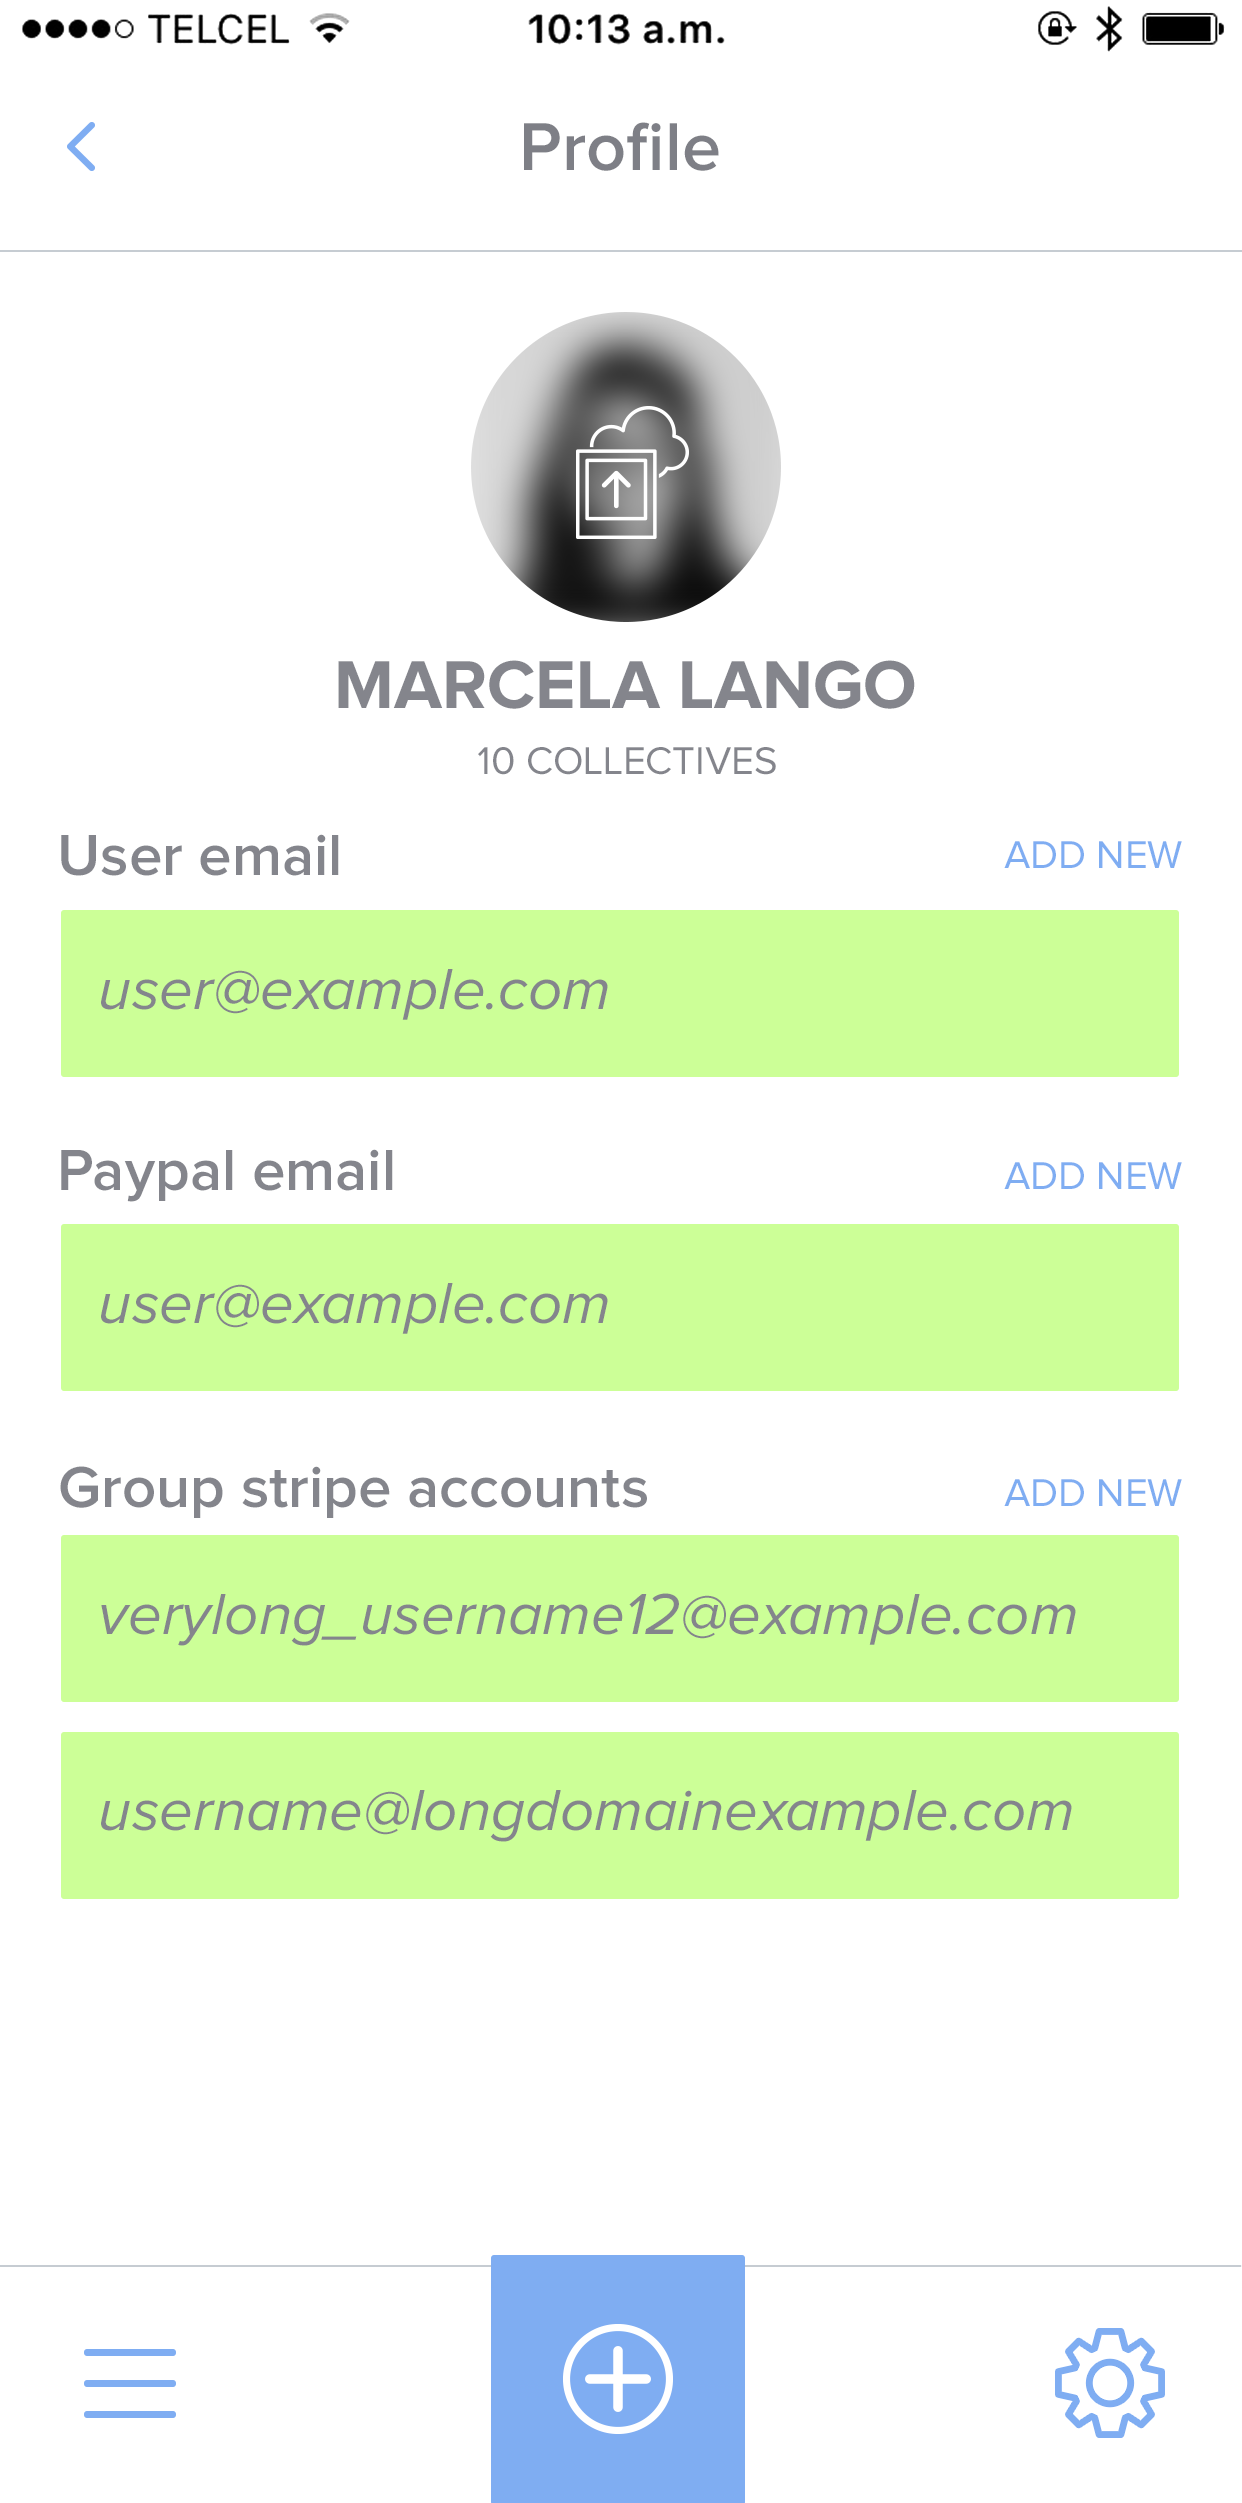 TELCEL 10:13 a.m.
Profile
MARCELA LANGO
10 COLLECTIVES
User email ADD NEW
user@example.com
Paypal email ADD NEW
user@example.com
Group stripe accounts ADD NEW
verylong_username12@example.com
username@longdomainexample.com